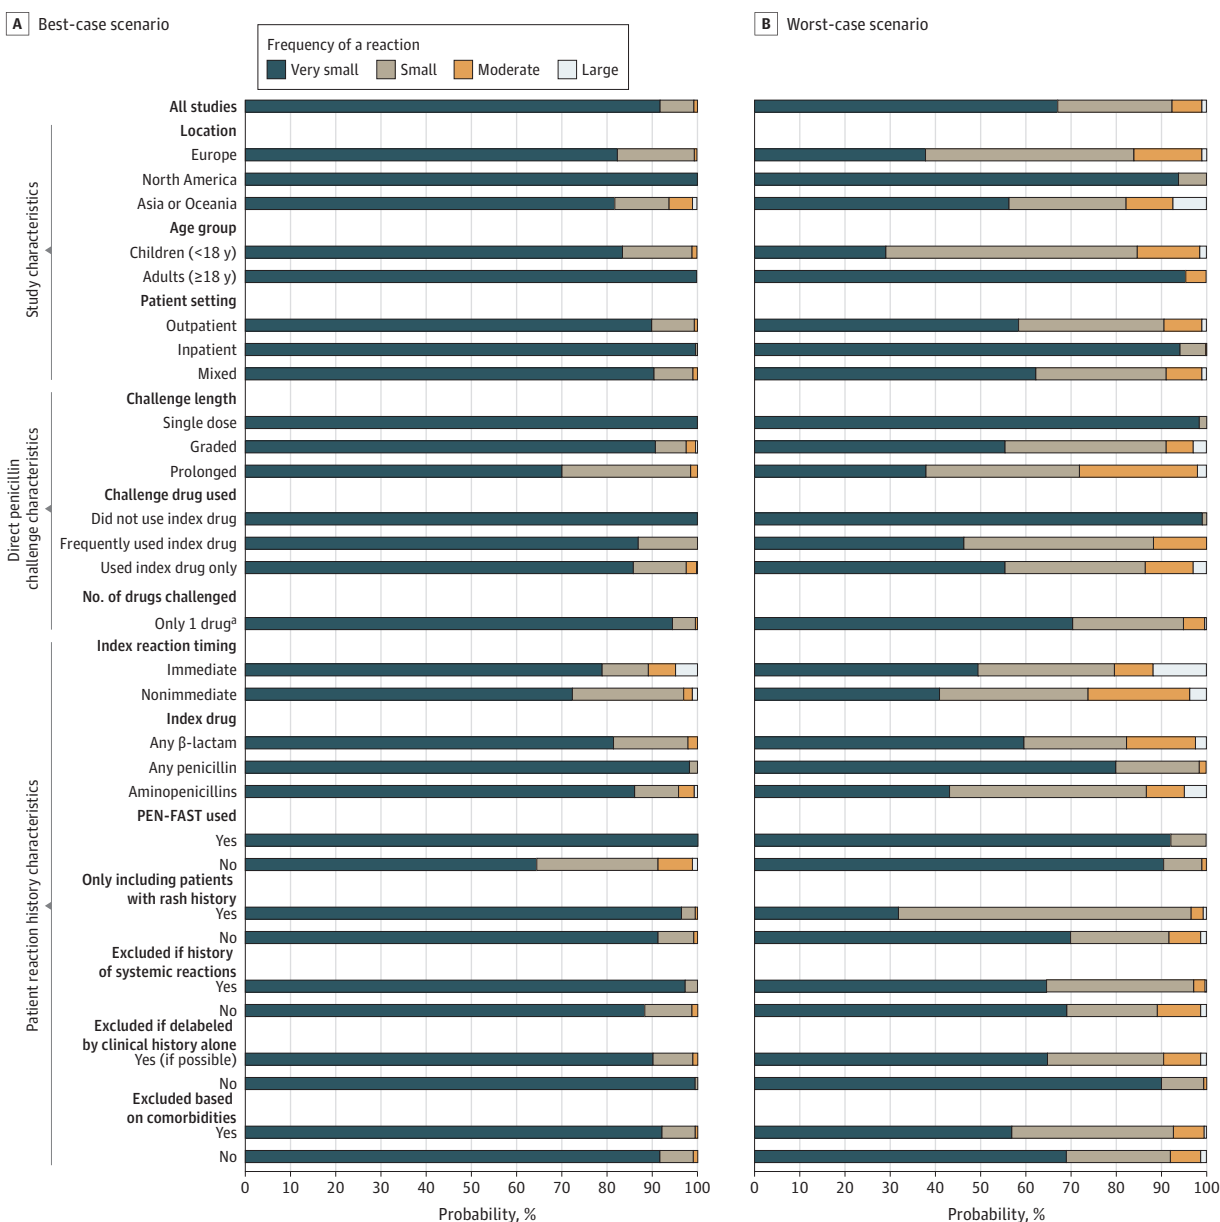 A Best-case scenario
B Worst-case scenario
Frequency of a reaction
Very small Small Moderate Large
Study characteristics
All studies
Location
Europe
North America
Asia or Oceania
Age group
Children (<18 y)
Adults (≥18 y)
Patient setting
Outpatient
Inpatient
Mixed
Direct penicillin
challenge characteristics
Challenge length
Single dose
Graded
Prolonged
Challenge drug used
Did not use index drug
Frequently used index drug
Used index drug only
No. of drugs challenged
Only 1 drugᵃ
Patient reaction history characteristics
Index reaction timing
Immediate
Nonimmediate
Index drug
Any β-lactam
Any penicillin
Aminopenicillins
PEN-FAST used
Yes
No
Only including patients
with rash history
Yes
No
Excluded if history
of systemic reactions
Yes
No
Excluded if delabeled
by clinical history alone
Yes (if possible)
No
Excluded based
on comorbidities
Yes
No
0 10 20 30 40 50 60 70 80 90 100
Probability, %
0 10 20 30 40 50 60 70 80 90 100
Probability, %